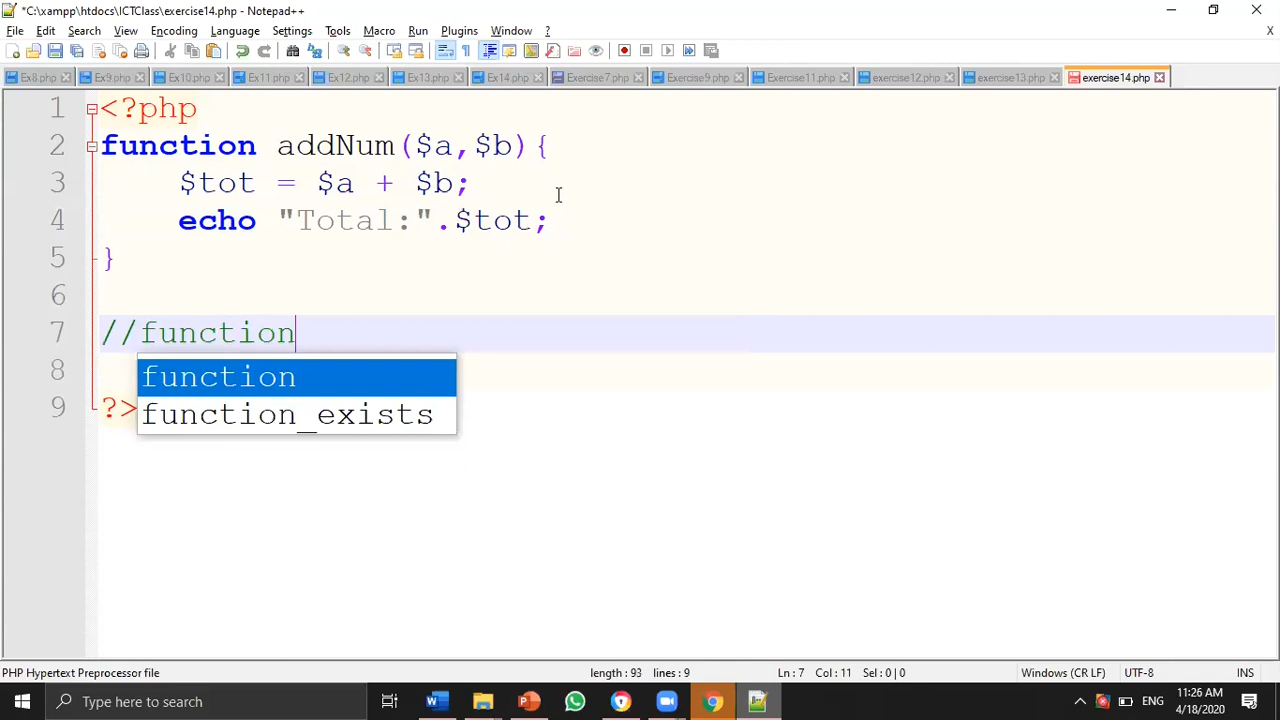 *C:\xampp\htdocs\ICTClass\exercise14.php - Notepad++
File Edit Search View Encoding Language Settings Tools Macro Run Plugins Window ?
X
Ex8.php Ex9.php Ex10.php Ex11.php Ex12.php Ex13.php Ex14.php Exercise7.php Exercise9.php Exercise11.php exercise12.php exercise13.php exercise14.php
1 <?php
2 function addNum($a,$b){
3 $tot = $a + $b;
4 echo "Total:".$tot;
5 }
6
7 //function
8 function
function_exists
9 ?>
PHP Hypertext Preprocessor file length : 93 lines : 9 Ln : 7 Col : 11 Sel : 0 | 0 Windows (CR LF) UTF-8 INS
Type here to search
ENG
11:26 AM
4/18/2020